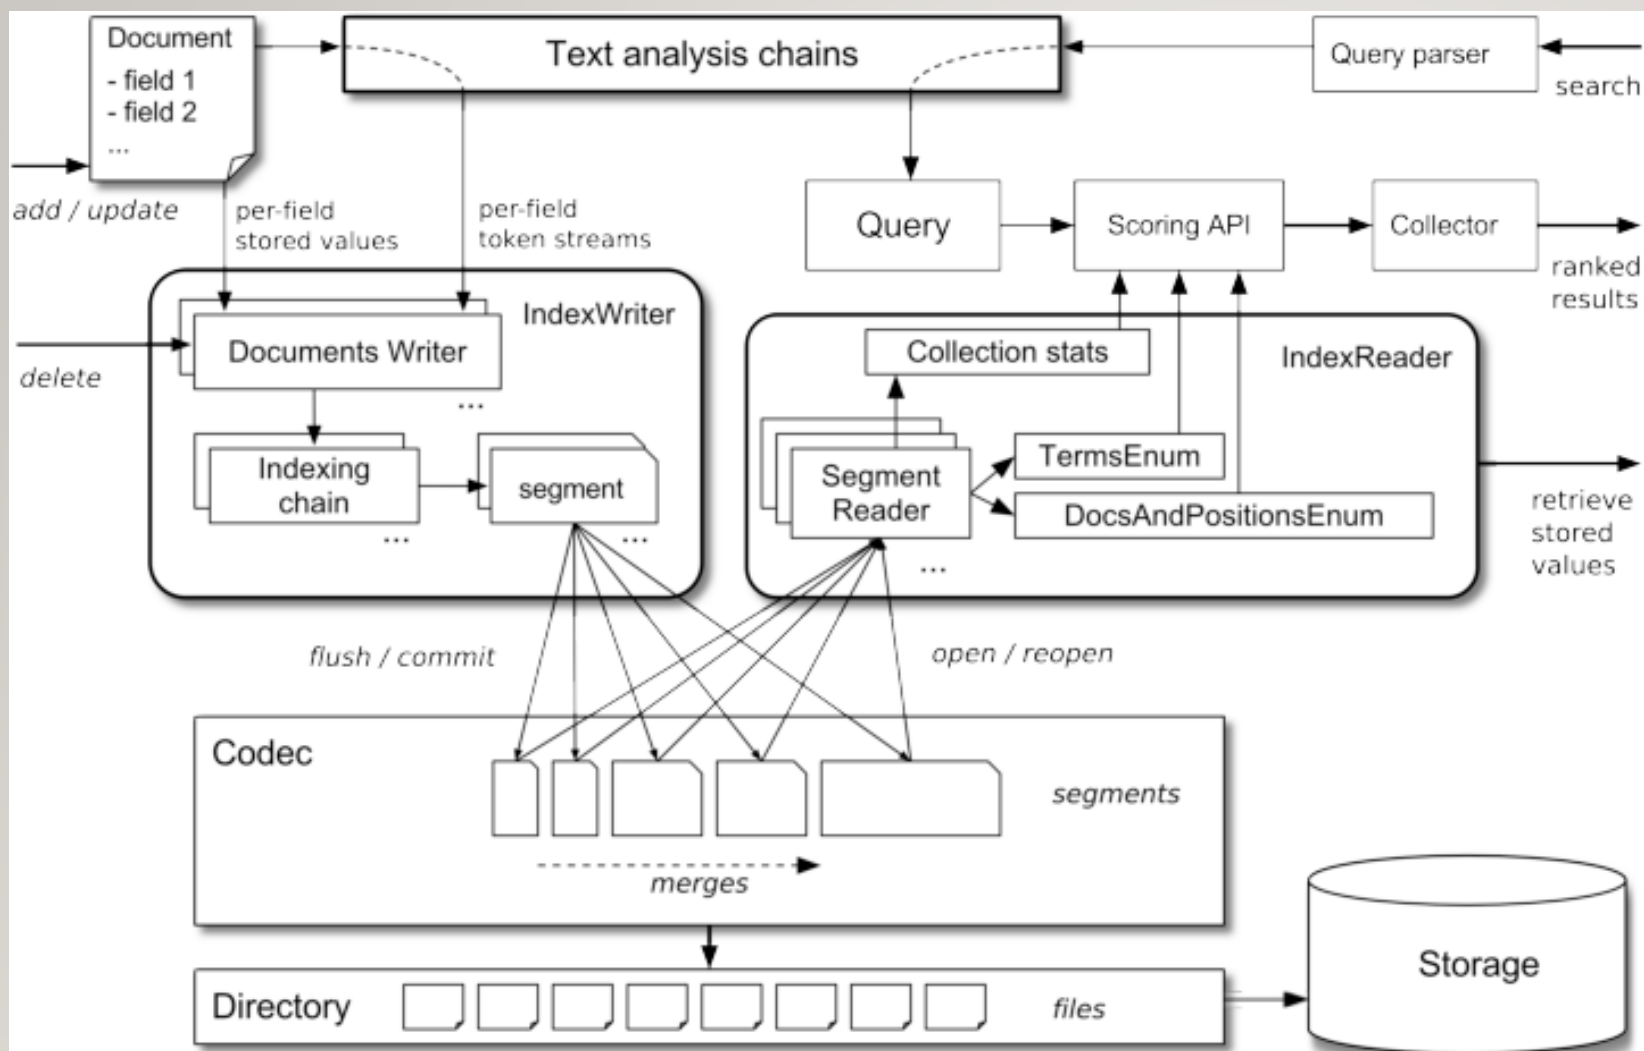 Document
- field 1
- field 2
...
Text analysis chains
Query parser
search
add / update
per-field
stored values
per-field
token streams
Query
Scoring API
Collector
ranked
results
IndexWriter
Documents Writer
...
delete
Indexing
chain
...
segment
...
IndexReader
Collection stats
Segment
Reader
...
TermsEnum
DocsAndPositionsEnum
retrieve
stored
values
flush / commit
open / reopen
Codec
segments
merges
Directory
files
Storage